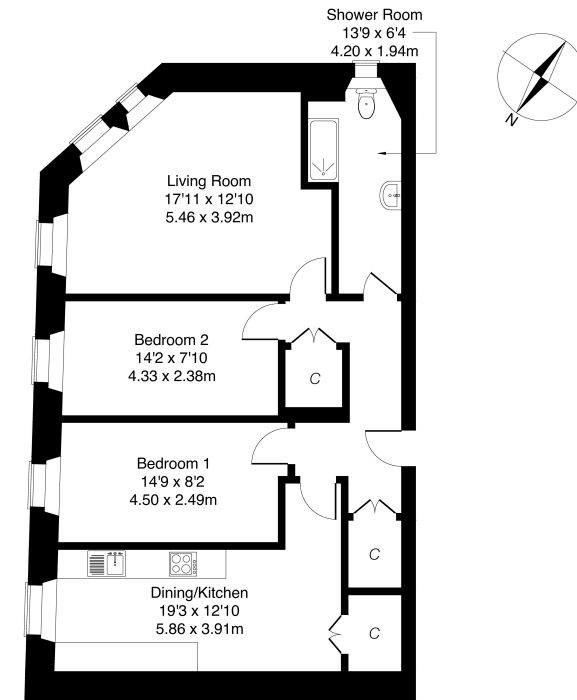 Shower Room
13'9 x 6'4
4.20 x 1.94m
N
Living Room
17'11 x 12'10
5.46 x 3.92m
Bedroom 2
14'2 x 7'10
4.33 x 2.38m
C
Bedroom 1
14'9 x 8'2
4.50 x 2.49m
C
Dining/Kitchen
19'3 x 12'10
5.86 x 3.91m
C